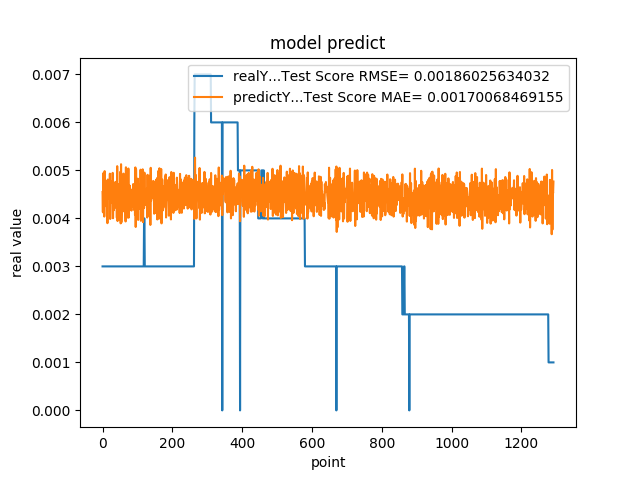 model predict
realY...Test Score RMSE= 0.00186025634032
predictY...Test Score MAE= 0.00170068469155
0.007
0.006
0.005
0.004
0.003
0.002
0.001
0.000
real value
0 200 400 600 800 1000 1200
point